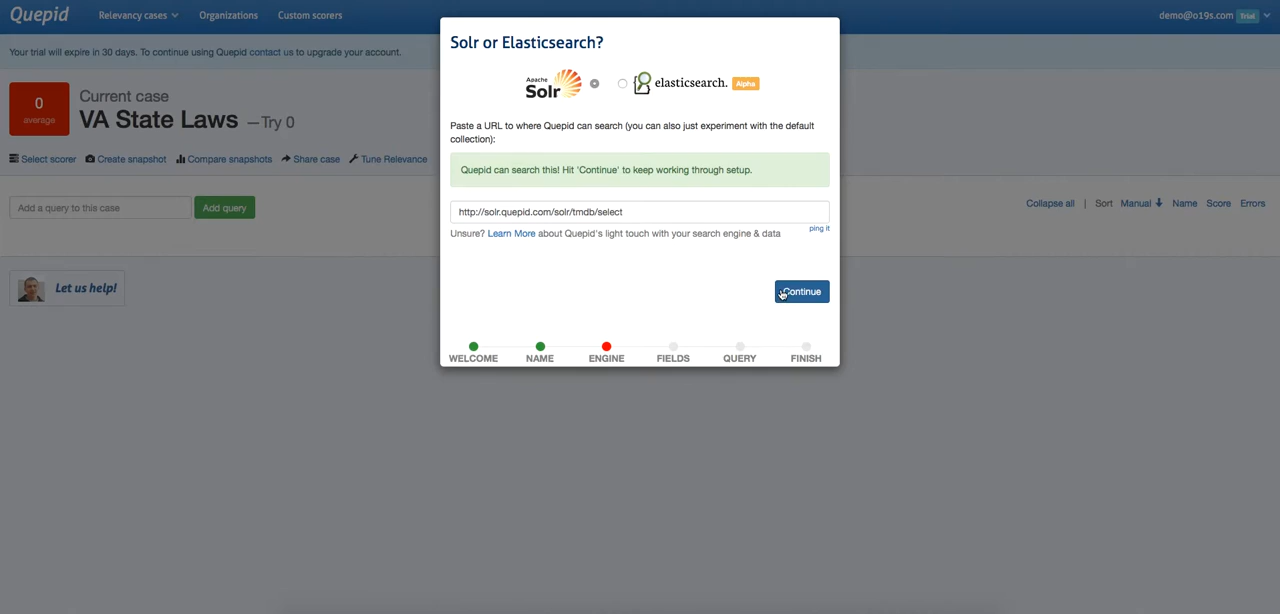 Quepid
Relevancy cases
Organizations
Custom scorers
demo@o19s.com Trial
Your trial will expire in 30 days. To continue using Quepid contact us to upgrade your account.
0
average
Current case
VA State Laws — Try 0
Select scorer
Create snapshot
Compare snapshots
Share case
Tune Relevance
Add a query to this case
Add query
Collapse all | Sort Manual Name Score Errors
Let us help!
Solr or Elasticsearch?
Apache
Solr
elasticsearch. Alpha
Paste a URL to where Quepid can search (you can also just experiment with the default
collection):
Quepid can search this! Hit 'Continue' to keep working through setup.
http://solr.quepid.com/solr/tmdb/select
Unsure? Learn More about Quepid's light touch with your search engine & data
ping it
Continue
WELCOME NAME ENGINE FIELDS QUERY FINISH